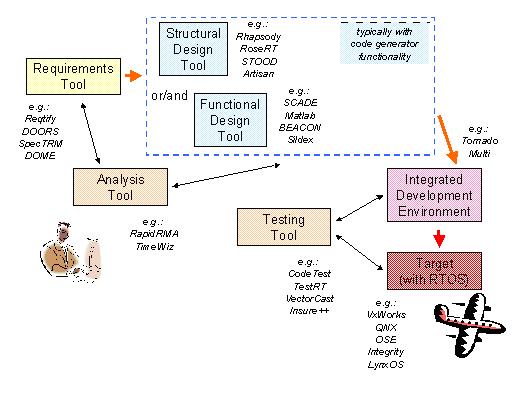 Structural
Design
Tool
e.g.:
Rhapsody
RoseRT
STOOD
Artisan
typically with
code generator
functionality
Requirements
Tool
e.g.:
Reqtify
DOORS
SpecTRM
DOME
or/and
Functional
Design
Tool
e.g.:
SCADE
Matlab
BEACON
Sildex
e.g.:
Tornado
Multi
Analysis
Tool
e.g.:
RapidRMA
TimeWiz
Integrated
Development
Environment
Testing
Tool
e.g.:
CodeTest
TestRT
VectorCast
Insure++
Target
(with RTOS)
e.g.:
VxWorks
QNX
OSE
Integrity
LynxOS